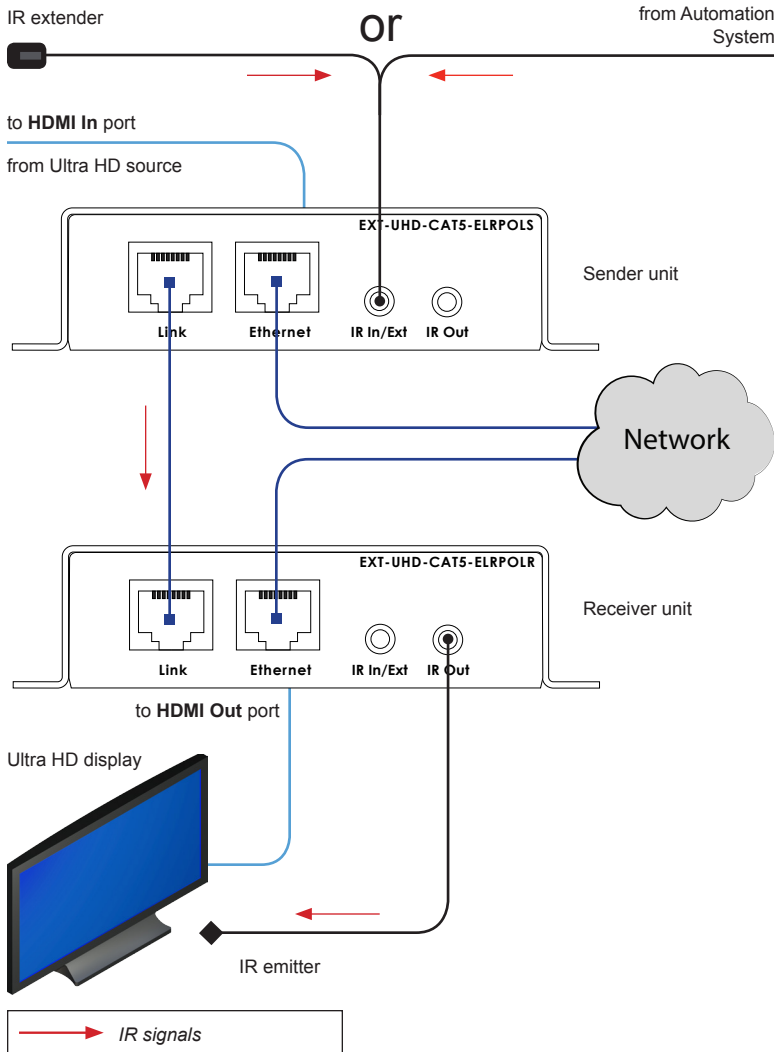 IR extender
or
from Automation
System
to HDMI In port
from Ultra HD source
EXT-UHD-CAT5-ELRPOLS
Sender unit
Link
Ethernet
IR In/Ext
IR Out
Network
EXT-UHD-CAT5-ELRPOLR
Receiver unit
Link
Ethernet
IR In/Ext
IR Out
to HDMI Out port
Ultra HD display
IR emitter
IR signals